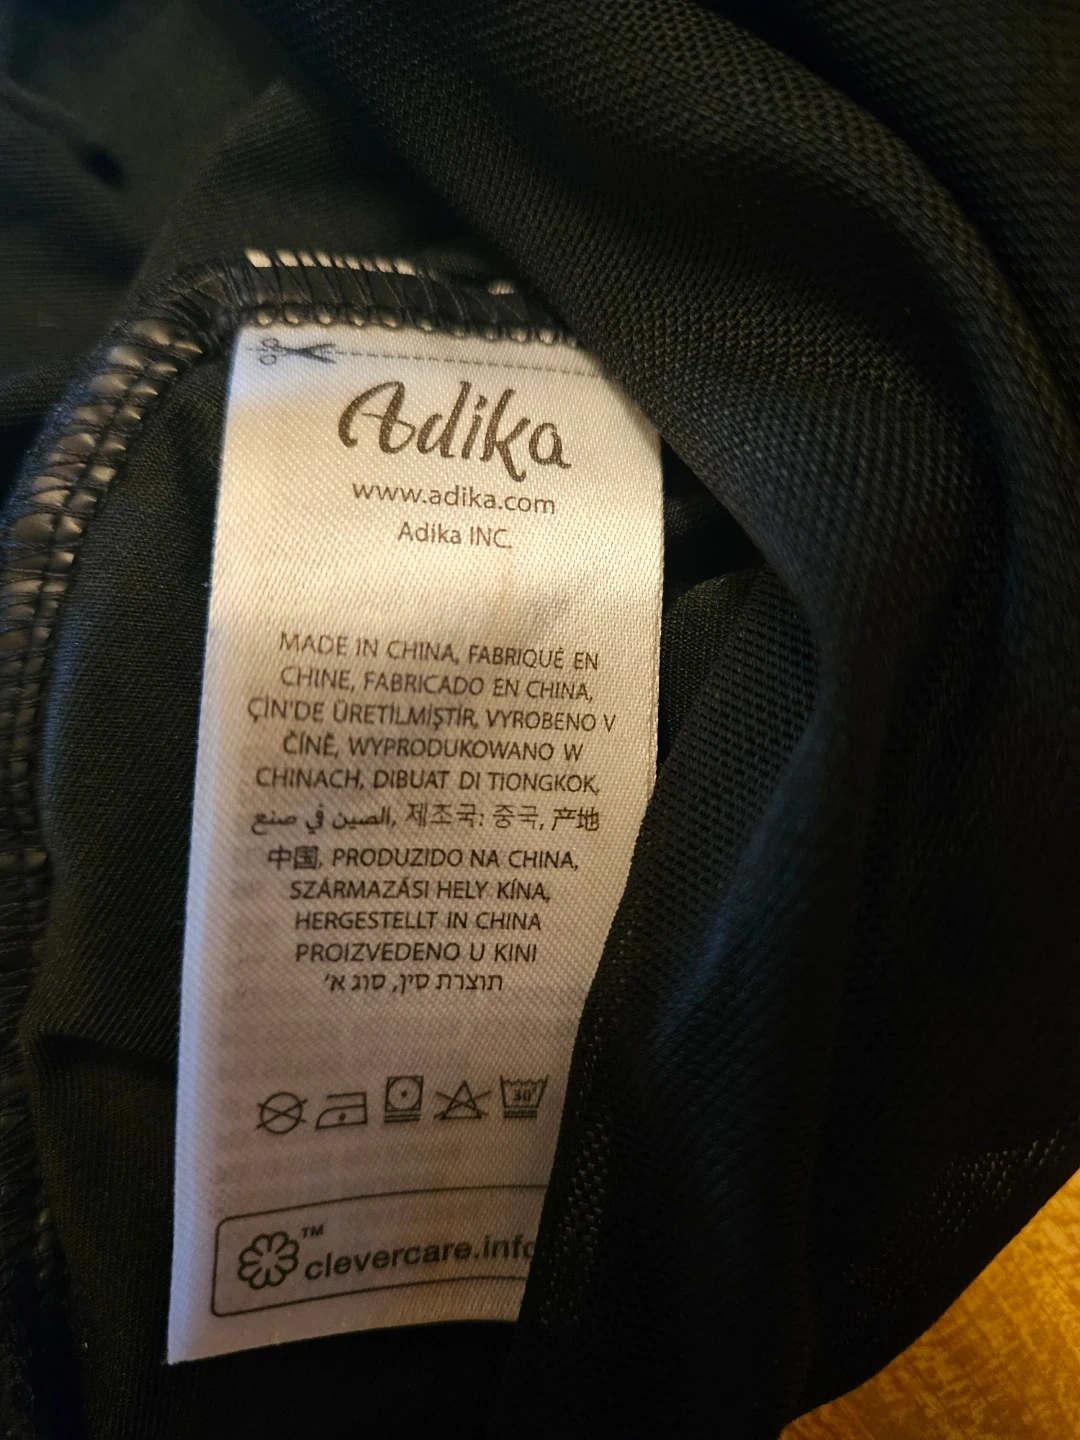 Adika
www.adika.com
Adika INC.
MADE IN CHINA, FABRIQUÉ EN
CHINE, FABRICADO EN CHINA,
ÇİN'DE ÜRETILMİŞTİR, VYROBENO V
ČÍNĚ, WYPRODUKOWANO W
CHINACH, DIBUAT DI TIONGKOK,
الصين في صنع, 제조국: 중국, 产地
中国, PRODUZIDO NA CHINA,
SZÁRMAZÁSI HELY KÍNA,
HERGESTELLT IN CHINA
PROIZVEDENO U KINI
תוצרת סין, סוג א'
30°
™
clevercare.info